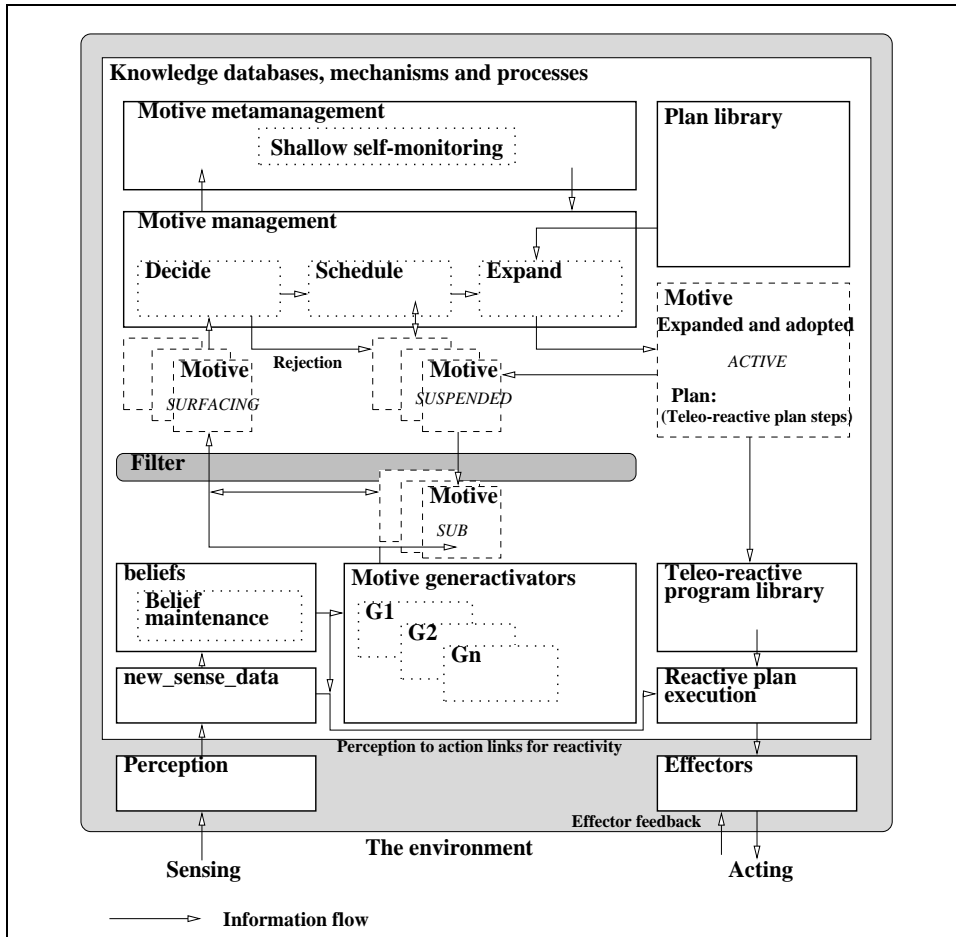 Knowledge databases, mechanisms and processes
Motive metamanagement
Shallow self-monitoring
Plan library
Motive management
Decide
Schedule
Expand
Motive
Expanded and adopted
ACTIVE
Plan:
(Teleo-reactive plan steps)
Rejection
Motive
SURFACING
Motive
SUSPENDED
Filter
Motive
SUB
beliefs
Belief
maintenance
Motive generactivators
G1
G2
Gn
Teleo-reactive
program library
new_sense_data
Reactive plan
execution
Perception to action links for reactivity
Perception
Effectors
Effector feedback
The environment
Sensing
Acting
Information flow